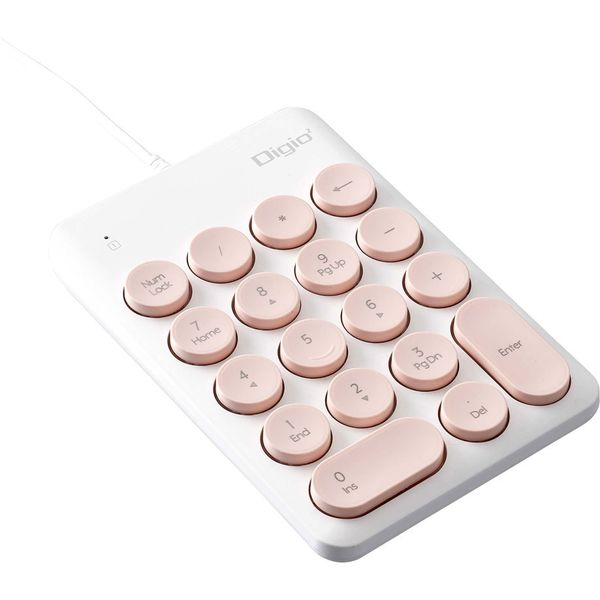 Digio²
Num
Lock
/
*
←
7
Home
8
▲
9
Pg Up
−
4
◀
5
6
▶
+
1
End
2
▼
3
Pg Dn
Enter
0
Ins
.
Del